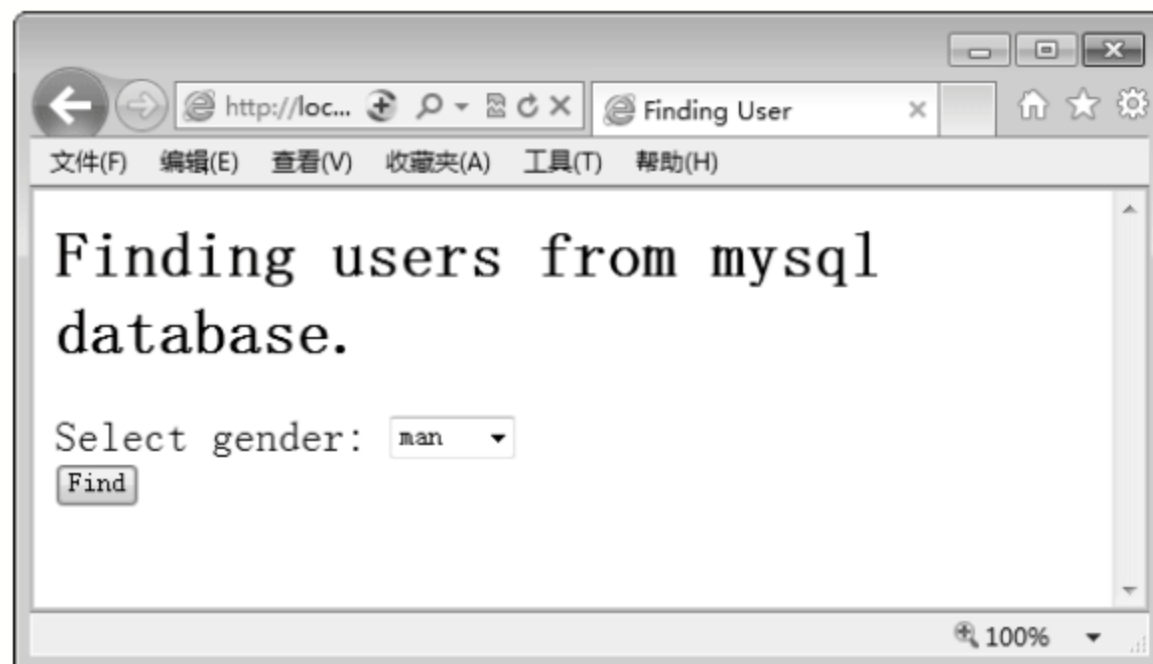 http://loc...
Finding User
文件(F) 编辑(E) 查看(V) 收藏夹(A) 工具(T) 帮助(H)
Finding users from mysql
database.
Select gender: man
Find
100%